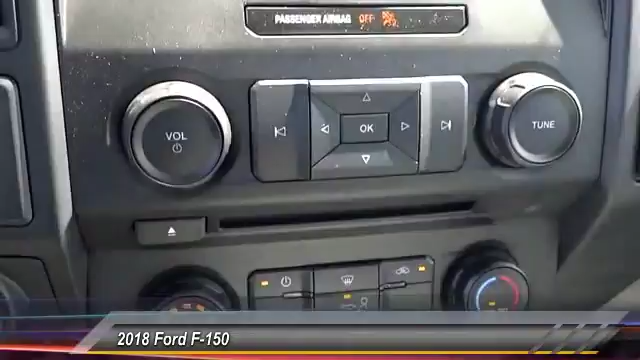 PASSENGER AIRBAG OFF
VOL
OK
TUNE
2018 Ford F-150